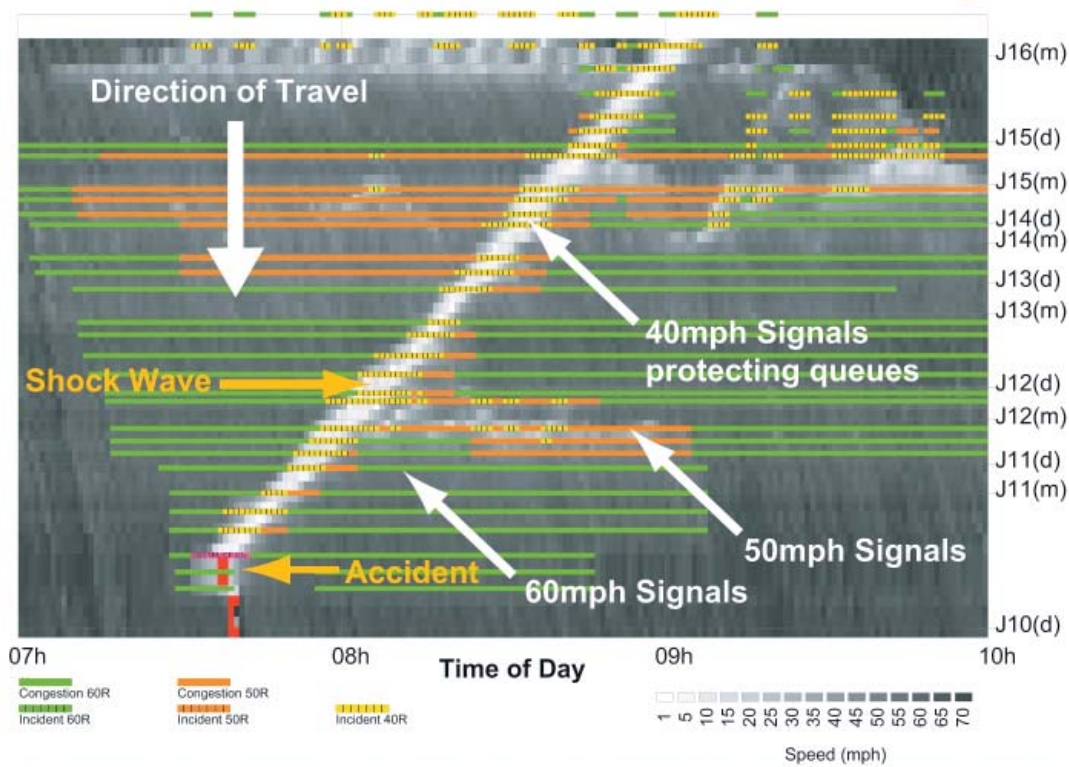 J16(m)
Direction of Travel
J15(d)
J15(m)
J14(d)
J14(m)
J13(d)
J13(m)
40mph Signals
protecting queues
Shock Wave
J12(d)
J12(m)
J11(d)
J11(m)
50mph Signals
Accident
60mph Signals
J10(d)
07h 08h 09h 10h
Time of Day
Congestion 60R Congestion 50R
Incident 60R Incident 50R Incident 40R
1 5 10 15 20 25 30 35 40 45 50 55 60 65 70
Speed (mph)